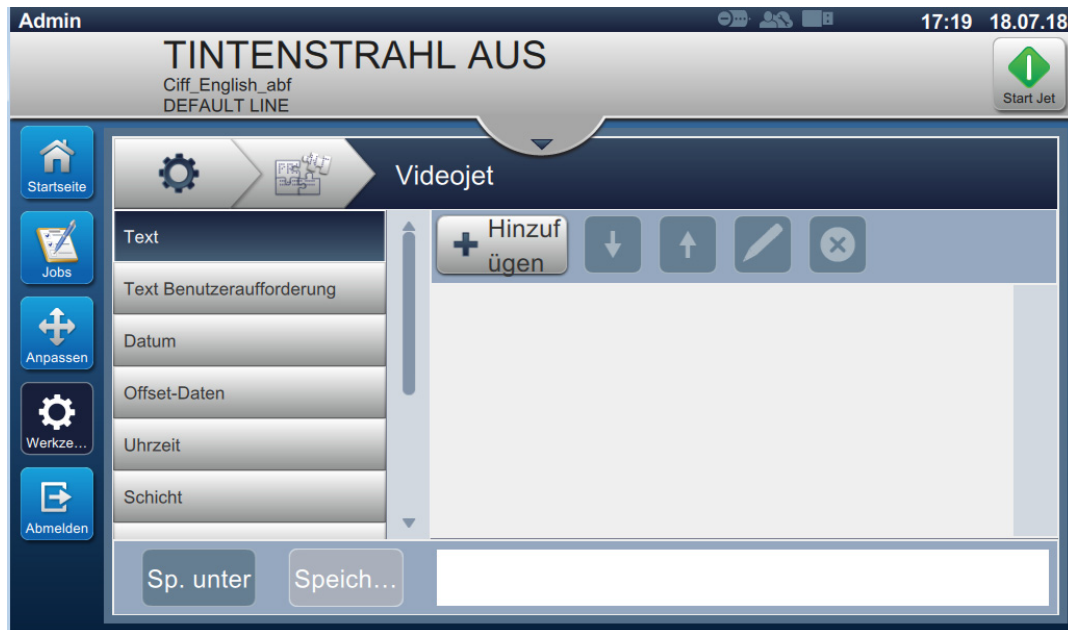 Admin
17:19 18.07.18
TINTENSTRAHL AUS
Ciff_English_abf
DEFAULT LINE
Start Jet
Startseite
Jobs
Anpassen
Werkze...
Abmelden
Videojet
Text
Text Benutzeraufforderung
Datum
Offset-Daten
Uhrzeit
Schicht
Hinzuf
ügen
Sp. unter
Speich...